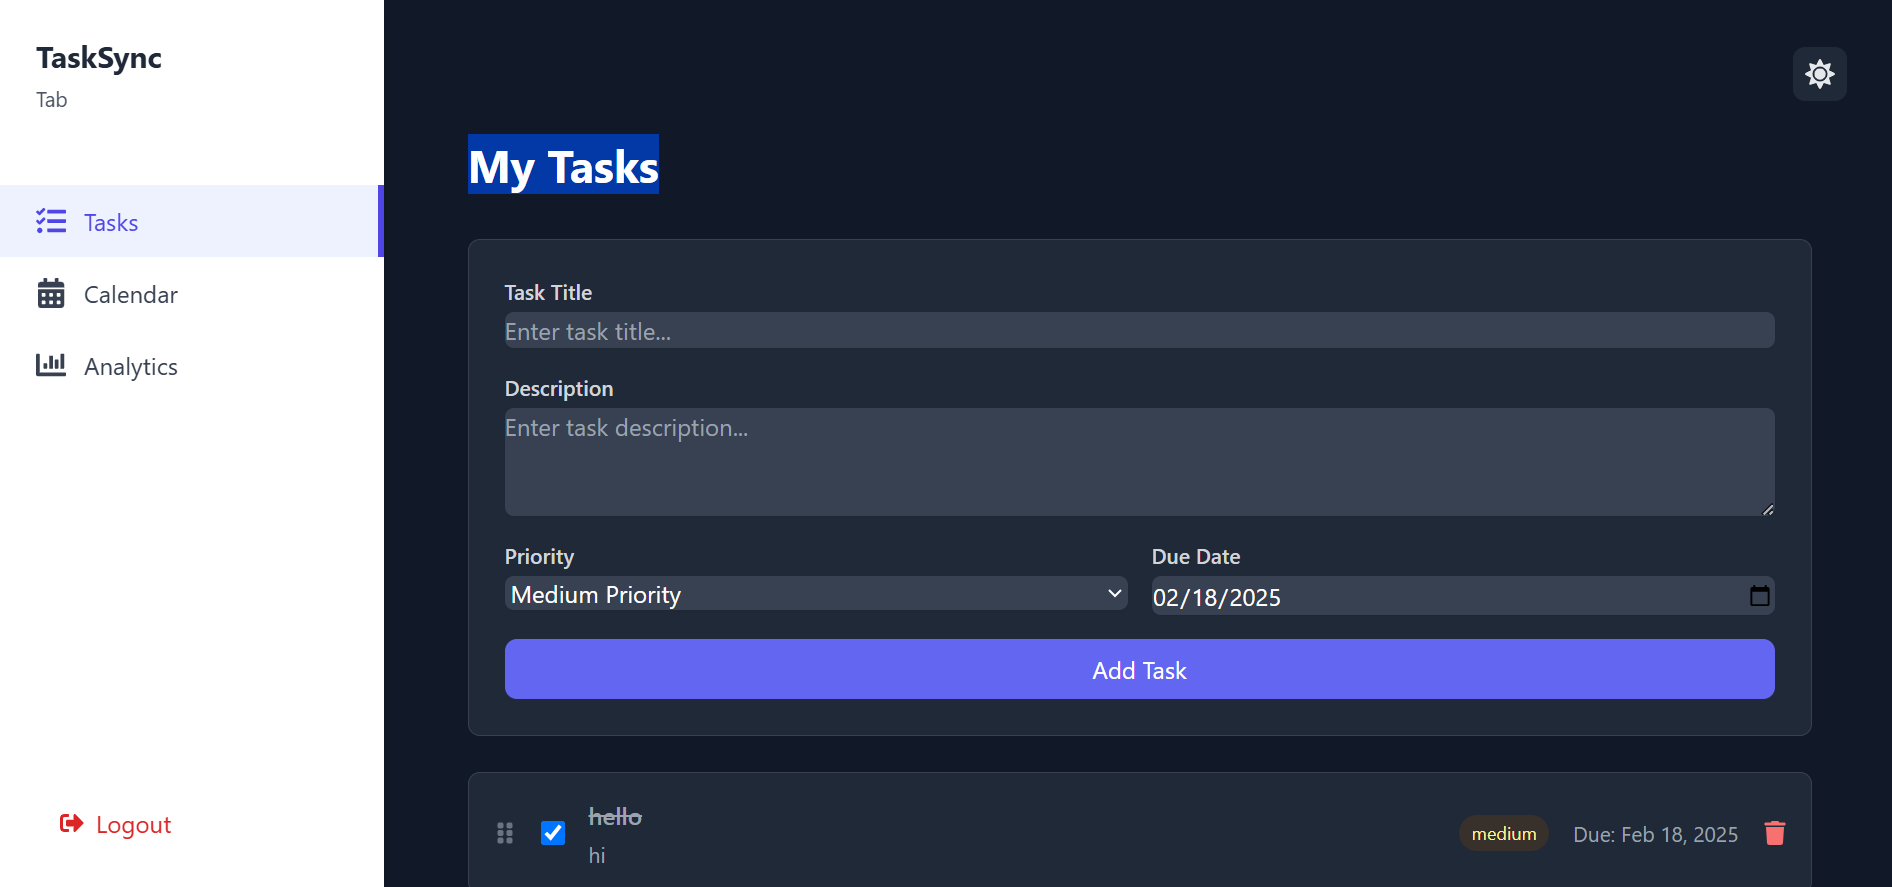 TaskSync
Tab
Tasks
Calendar
Analytics
Logout
My Tasks
Task Title
Enter task title...
Description
Enter task description...
Priority
Due Date
Medium Priority
02/18/2025
Add Task
hello
hi
medium
Due: Feb 18, 2025